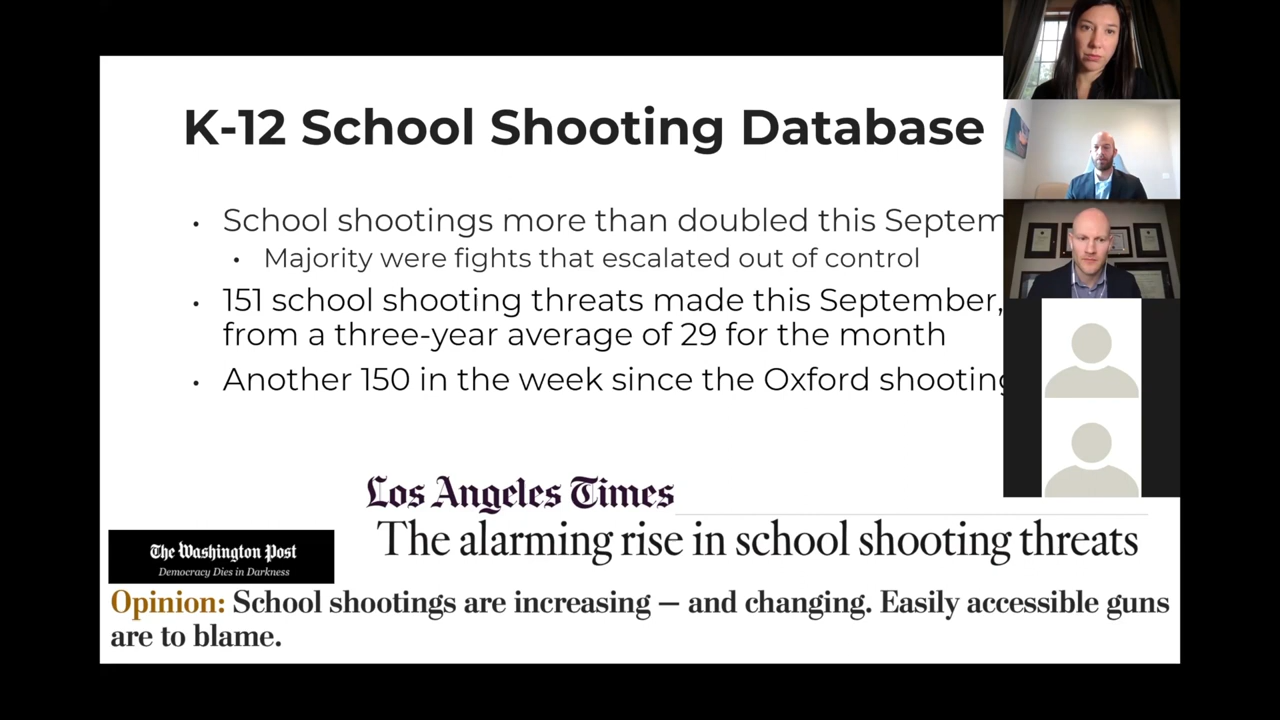 K-12 School Shooting Database
• School shootings more than doubled this Septem
• Majority were fights that escalated out of control
• 151 school shooting threats made this September,
from a three-year average of 29 for the month
• Another 150 in the week since the Oxford shooting
Los Angeles Times
The alarming rise in school shooting threats
The Washington Post
Democracy Dies in Darkness
Opinion: School shootings are increasing — and changing. Easily accessible guns
are to blame.